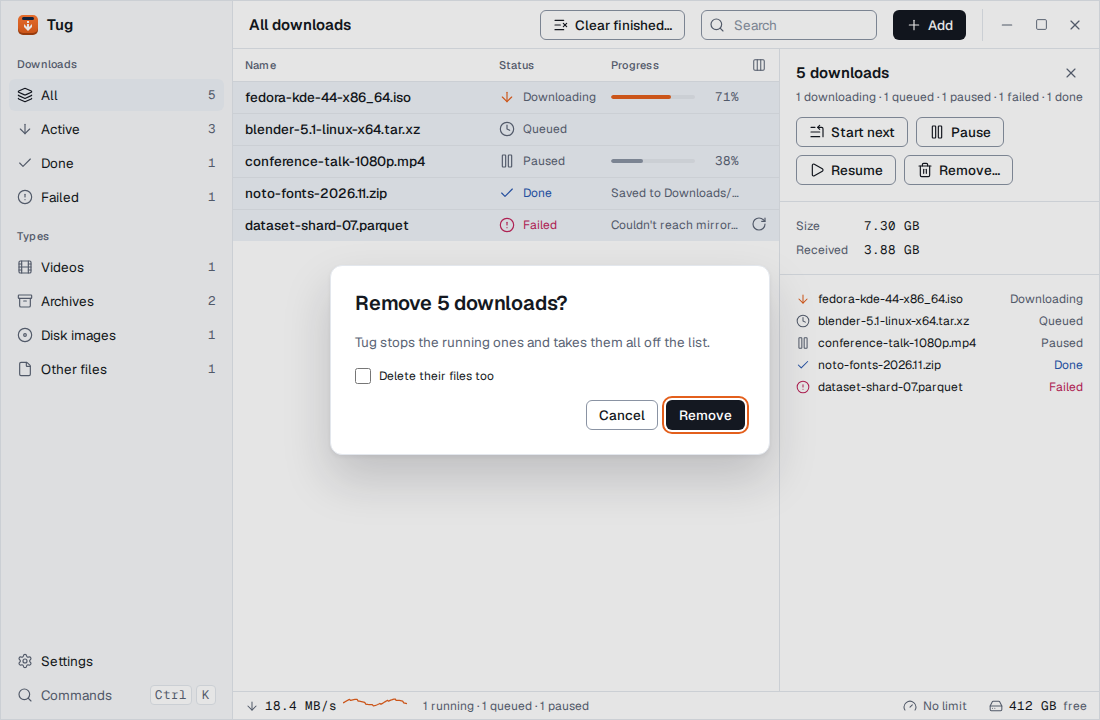 Tug
Downloads
All 5
Active 3
Done 1
Failed 1
Types
Videos 1
Archives 2
Disk images 1
Other files 1
Settings
Commands Ctrl K
All downloads
Clear finished…
Search
Add
Name Status Progress
fedora-kde-44-x86_64.iso Downloading 71%
blender-5.1-linux-x64.tar.xz Queued
conference-talk-1080p.mp4 Paused 38%
noto-fonts-2026.11.zip Done Saved to Downloads/…
dataset-shard-07.parquet Failed Couldn't reach mirror…
Remove 5 downloads?
Tug stops the running ones and takes them all off the list.
Delete their files too
Cancel Remove
5 downloads
1 downloading · 1 queued · 1 paused · 1 failed · 1 done
Start next Pause
Resume Remove…
Size 7.30 GB
Received 3.88 GB
fedora-kde-44-x86_64.iso Downloading
blender-5.1-linux-x64.tar.xz Queued
conference-talk-1080p.mp4 Paused
noto-fonts-2026.11.zip Done
dataset-shard-07.parquet Failed
18.4 MB/s 1 running · 1 queued · 1 paused No limit 412 GB free